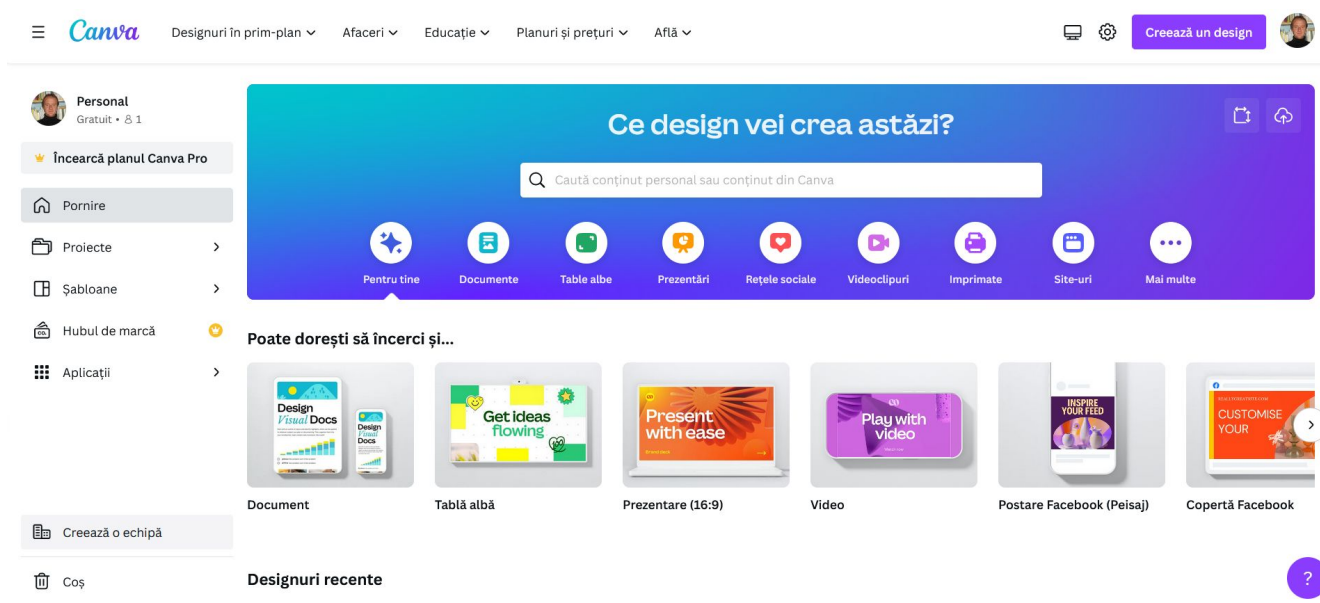 Canva
Designuri în prim-plan
Afaceri
Educație
Planuri și prețuri
Află
Creează un design
Personal
Gratuit • 1
Încearcă planul Canva Pro
Pornire
Proiecte
Șabloane
Hubul de marcă
Aplicații
Creează o echipă
Coș
Ce design vei crea astăzi?
Caută conținut personal sau conținut din Canva
Pentru tine
Documente
Table albe
Prezentări
Rețele sociale
Videoclipuri
Imprimate
Site-uri
Mai multe
Poate dorești să încerci și...
Design
Visual Docs
Design
Visual
Docs
Document
Get ideas
flowing
Tablă albă
Present
with ease
Prezentare (16:9)
Play with
video
Video
INSPIRE
YOUR FEED
Postare Facebook (Peisaj)
CUSTOMISE
YOUR
Copertă Facebook
Designuri recente
?